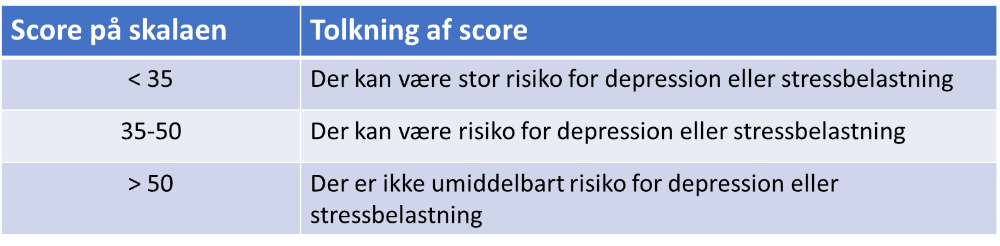 Score på skalaen
Tolkning af score
< 35
Der kan være stor risiko for depression eller stressbelastning
35-50
Der kan være risiko for depression eller stressbelastning
> 50
Der er ikke umiddelbart risiko for depression eller
stressbelastning